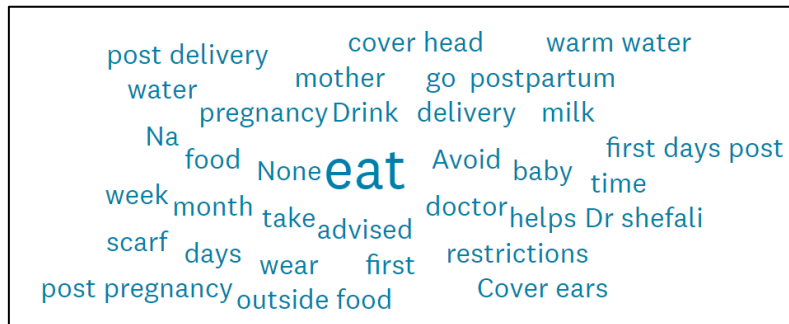 cover head warm water
post delivery
mother go postpartum
water
pregnancy Drink delivery milk
Na
first days post
food None eat Avoid baby
time
week month take doctor helps Dr shefali
advised
scarf days wear first restrictions
post pregnancy outside food Cover ears